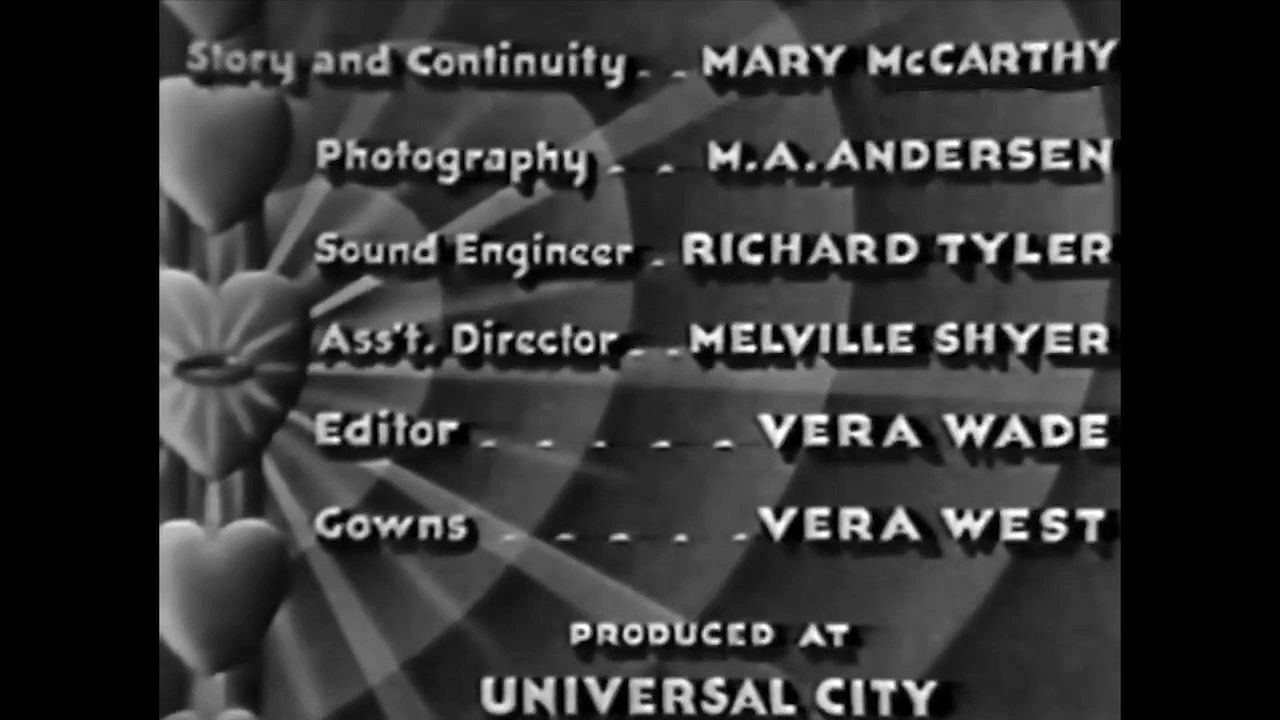 Story and Continuity . . MARY McCARTHY
Photography . . M.A. ANDERSEN
Sound Engineer . RICHARD TYLER
Ass't. Director . . MELVILLE SHYER
Editor . . . . . VERA WADE
Gowns . . . . . VERA WEST
PRODUCED AT
UNIVERSAL CITY